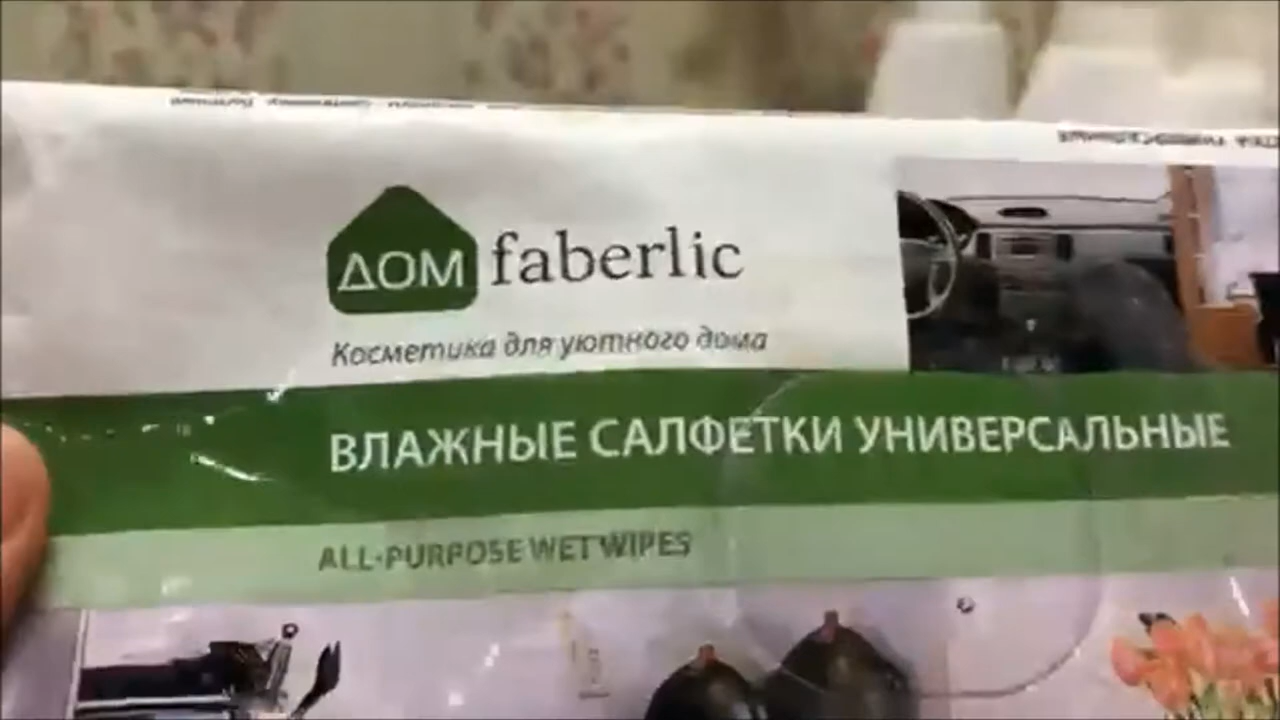 ДОМ faberlic
Косметика для уютного дома
ВЛАЖНЫЕ САЛФЕТКИ УНИВЕРСАЛЬНЫЕ
ALL-PURPOSE WET WIPES